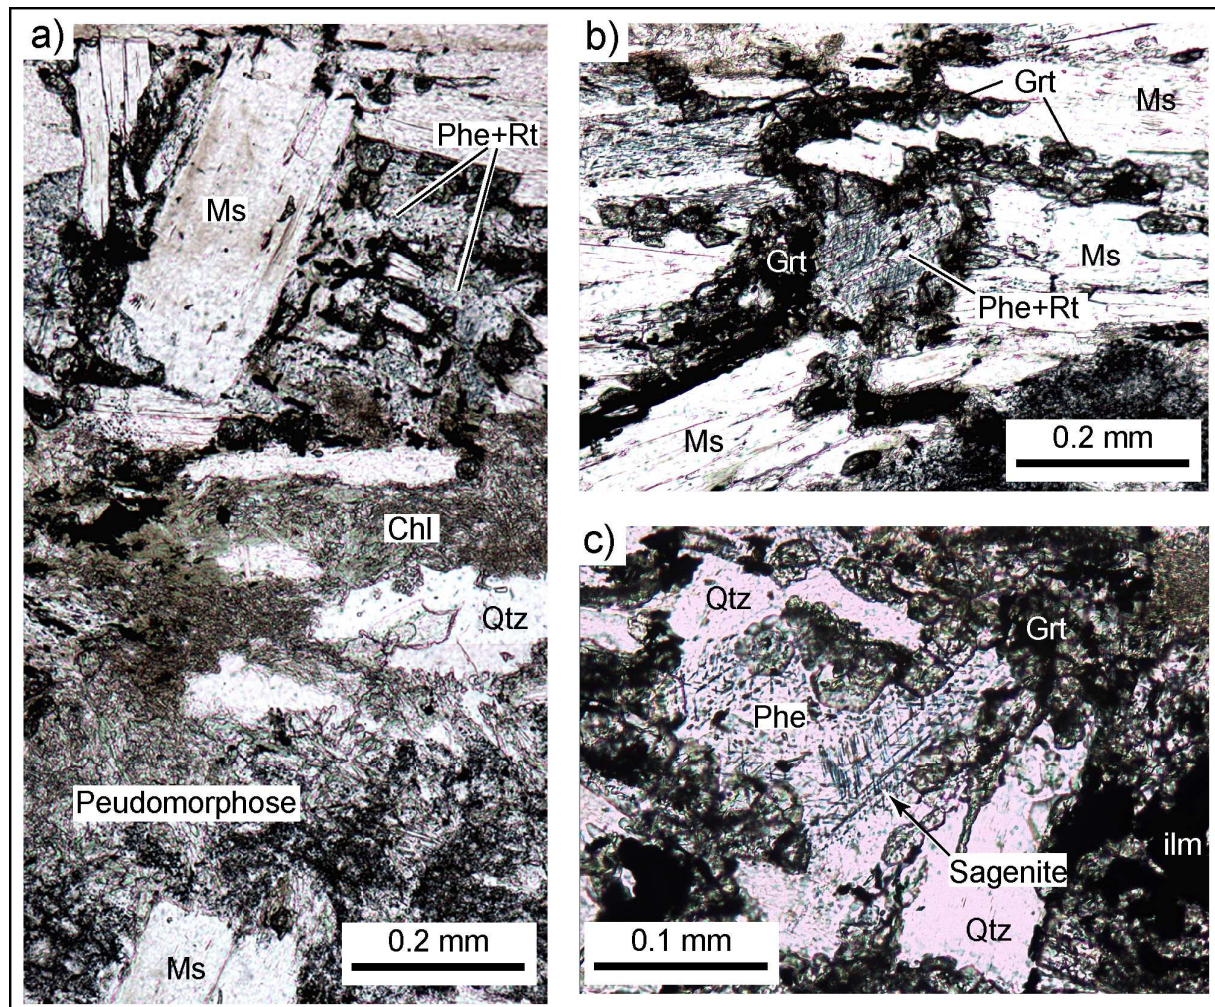 a)
Phe+Rt
Ms
Chl
Qtz
Peudomorphose
0.2 mm
Ms
b)
Grt
Ms
Grt
Ms
Phe+Rt
Ms
0.2 mm
c)
Qtz
Grt
Phe
ilm
Sagenite
0.1 mm
Qtz